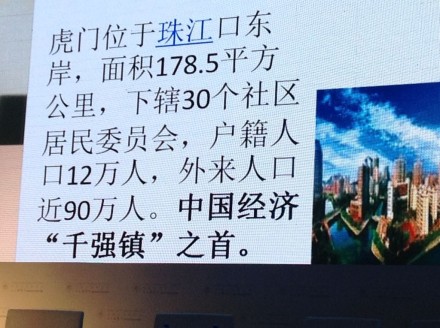 虎门位于珠江口东
岸，面积178.5平方
公里，下辖30个社区
居民委员会，户籍人
口12万人，外来人口
近90万人。中国经济
“千强镇”之首。